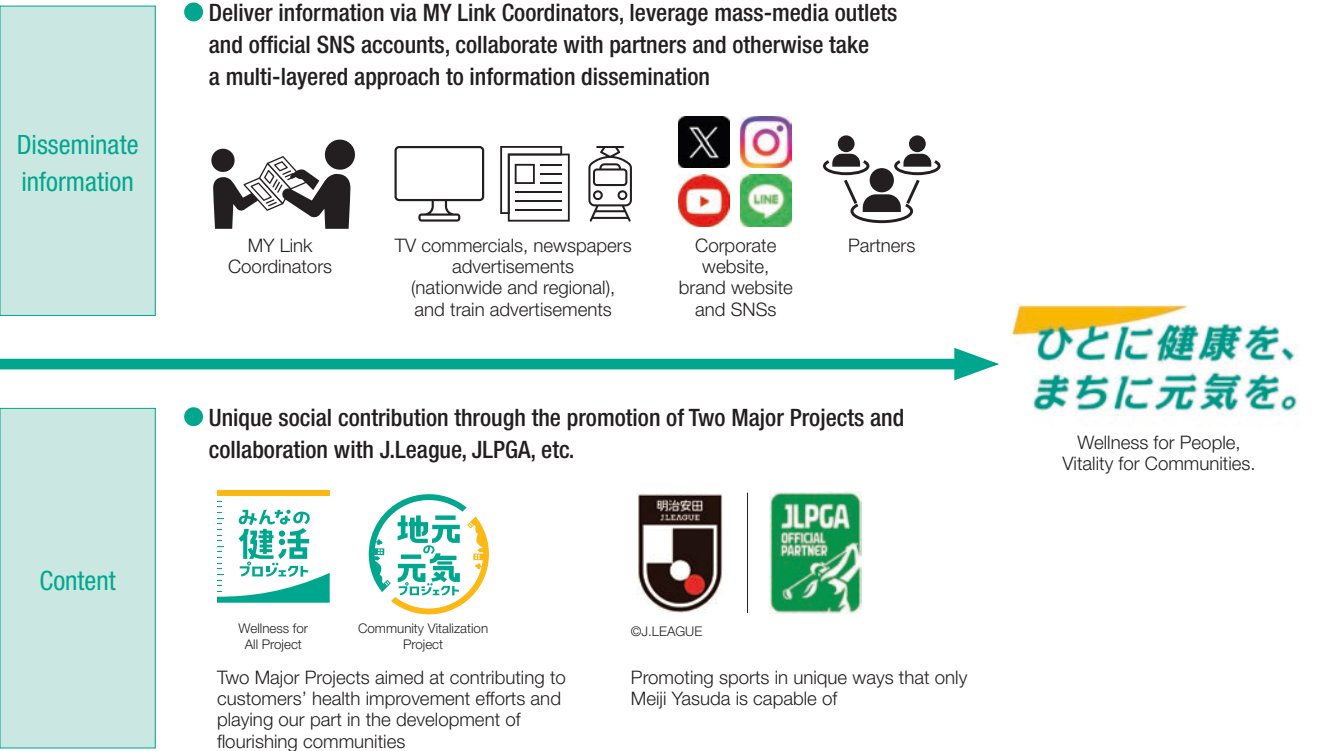 Disseminate
information
Deliver information via MY Link Coordinators, leverage mass-media outlets
and official SNS accounts, collaborate with partners and otherwise take
a multi-layered approach to information dissemination
LINE
MY Link
Coordinators
TV commercials, newspapers
advertisements
(nationwide and regional),
and train advertisements
Corporate
website,
brand website
and SNSs
Partners
ひとに健康を、
まちに元気を。
Wellness for People,
Vitality for Communities.
Content
Unique social contribution through the promotion of Two Major Projects and
collaboration with J.League, JLPGA, etc.
みんなの
健活
プロジェクト
Wellness for
All Project
地元
の
元気
プロジェクト
Community Vitalization
Project
Two Major Projects aimed at contributing to
customers’ health improvement efforts and
playing our part in the development of
flourishing communities
明治安田
J.LEAGUE
©J.LEAGUE
JLPGA
OFFICIAL
PARTNER
Promoting sports in unique ways that only
Meiji Yasuda is capable of